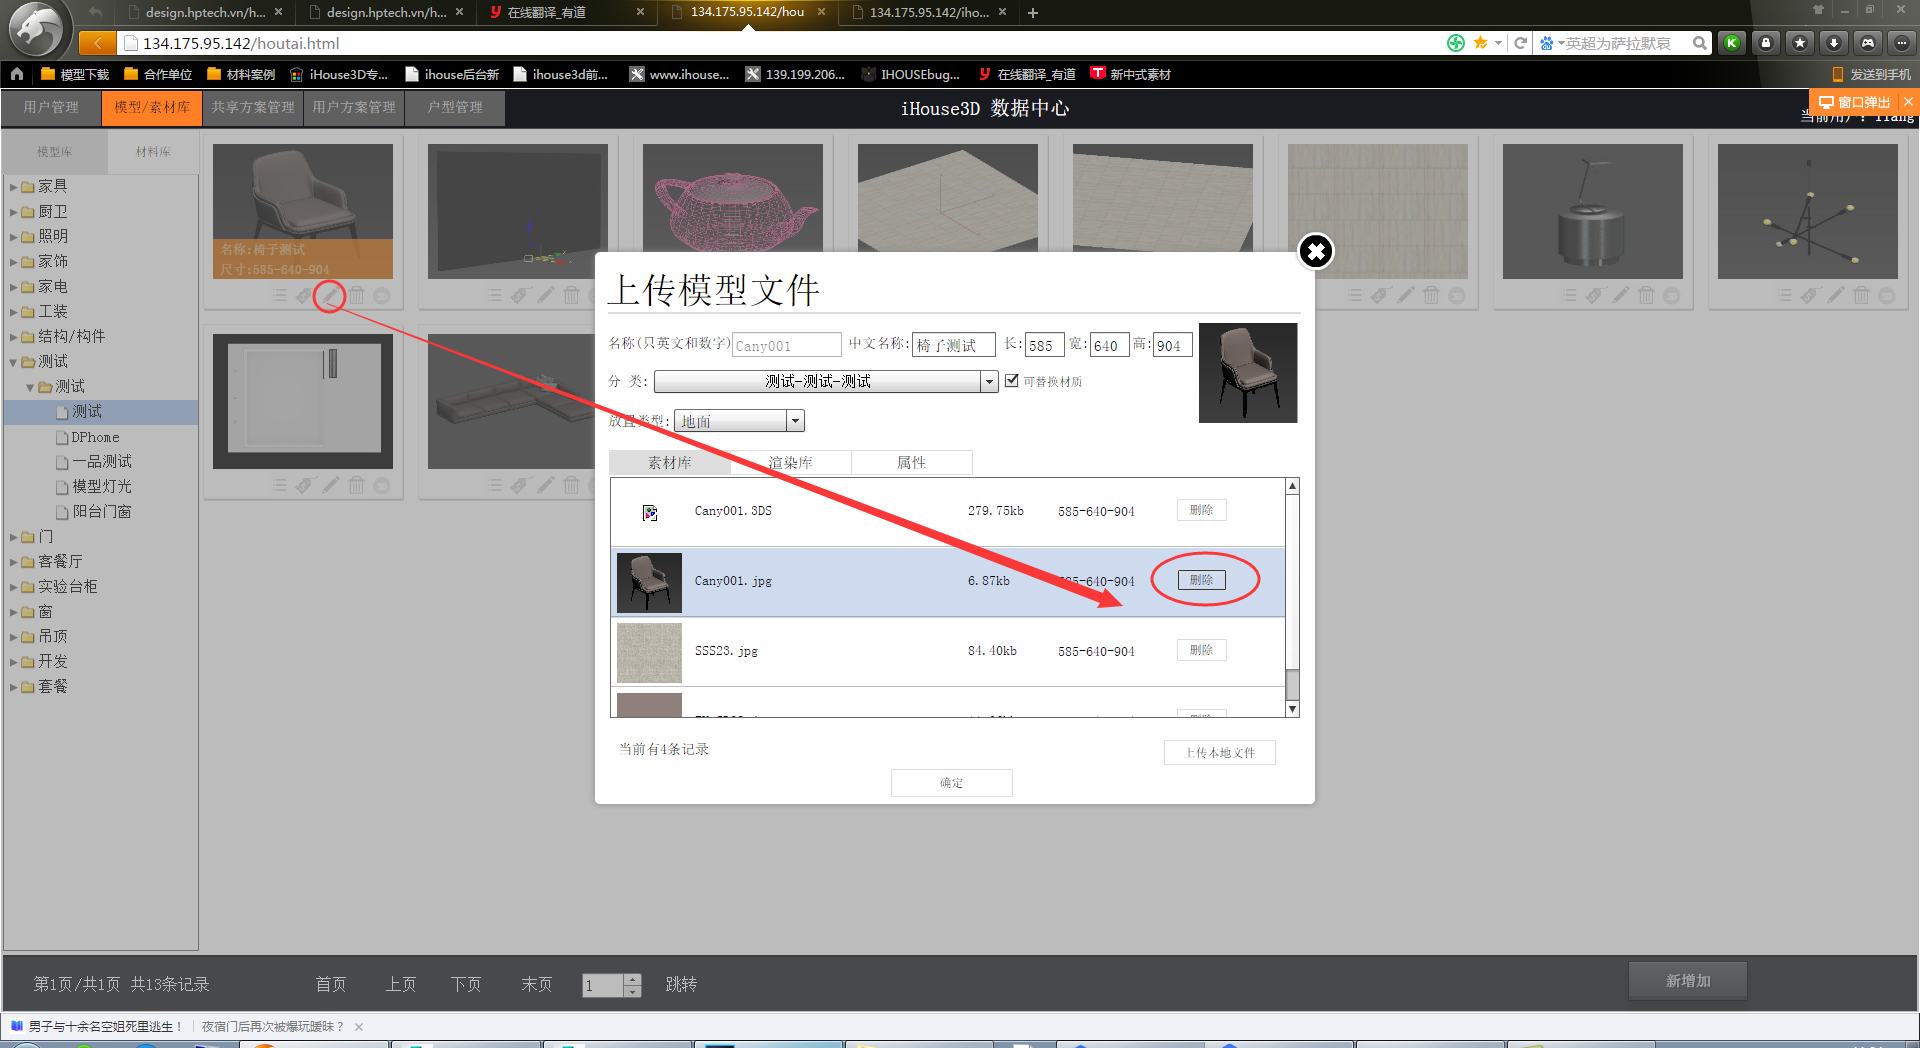 design.hptech.vn/h...
design.hptech.vn/h...
在线翻译_有道
134.175.95.142/hou
134.175.95.142/iho...
134.175.95.142/houtai.html
英超为萨拉默哀
模型下载
合作单位
材料案例
iHouse3D专...
ihouse后台新
ihouse3d前...
www.ihouse...
139.199.206...
IHOUSEbug...
在线翻译_有道
新中式素材
发送到手机
用户管理
模型/素材库
共享方案管理
用户方案管理
户型管理
iHouse3D 数据中心
窗口弹出
模型库
材料库
家具
厨卫
照明
家饰
家电
工装
结构/构件
测试
测试
测试
DPhome
一品测试
模型灯光
阳台门窗
门
客餐厅
实验台柜
窗
吊顶
开发
套餐
名称:椅子测试
尺寸:585-640-904
上传模型文件
名称(只英文和数字) Cany001 中文名称: 椅子测试 长: 585 宽: 640 高: 904
分 类: 测试-测试-测试 可替换材质
放置类型: 地面
素材库 渲染库 属性
Cany001.3DS 279.75kb 585-640-904 删除
Cany001.jpg 6.87kb 585-640-904 删除
SSS23.jpg 84.40kb 585-640-904 删除
当前有4条记录
上传本地文件
确定
第1页/共1页 共13条记录 首页 上页 下页 末页 1 跳转
新增加
男子与十余名空姐死里逃生！ 夜宿门后再次被爆玩暧昧？